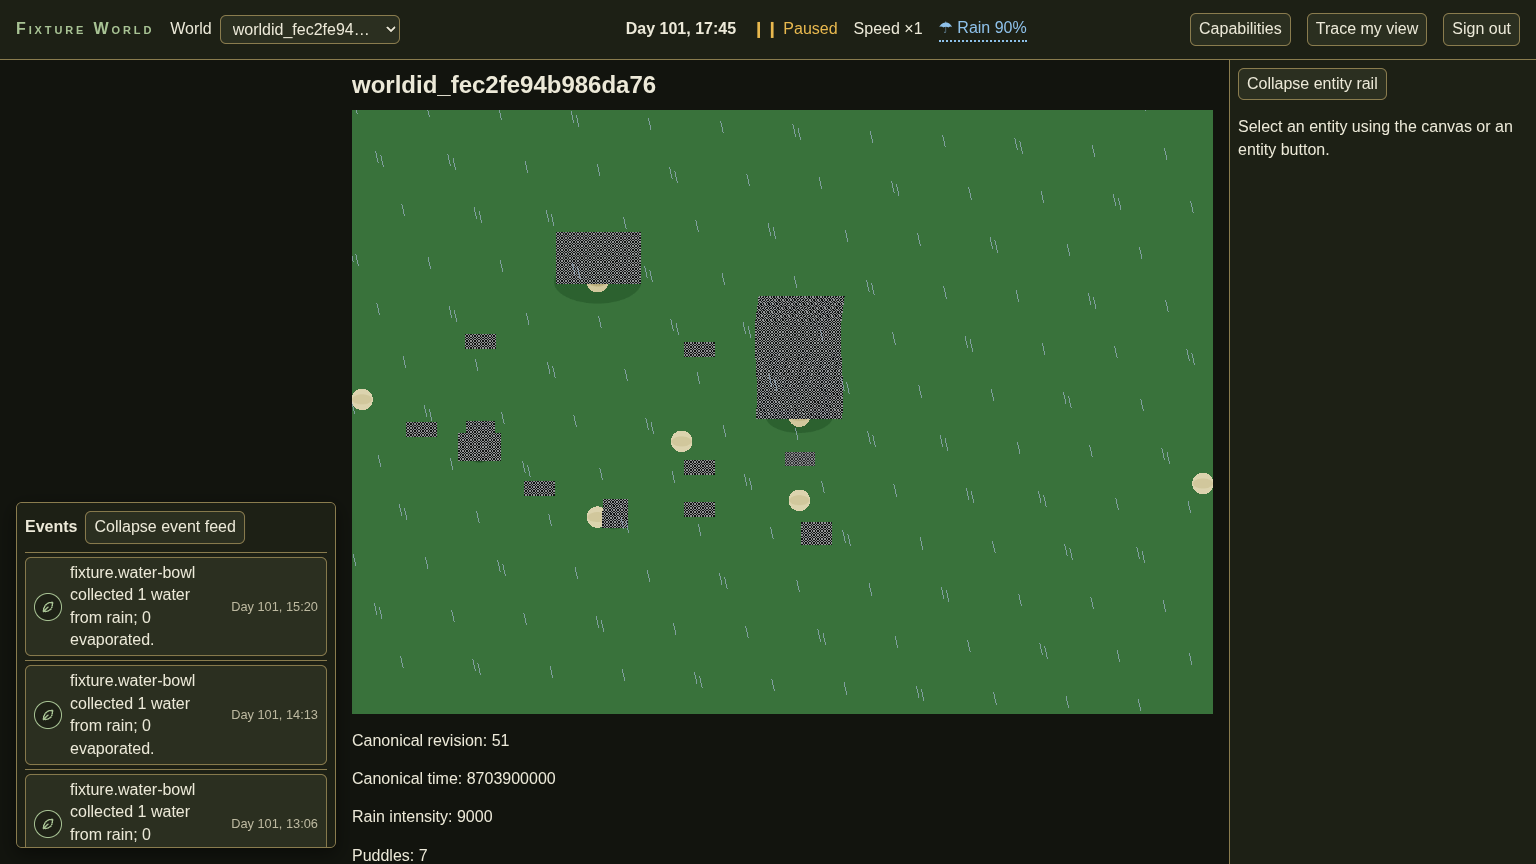 Fixture World
World
worldid_fec2fe94…
Day 101, 17:45
❙❙ Paused
Speed ×1
☂ Rain 90%
Capabilities
Trace my view
Sign out
worldid_fec2fe94b986da76
Collapse entity rail
Select an entity using the canvas or an
entity button.
Events
Collapse event feed
fixture.water-bowl
collected 1 water
from rain; 0
evaporated.
Day 101, 15:20
fixture.water-bowl
collected 1 water
from rain; 0
evaporated.
Day 101, 14:13
fixture.water-bowl
collected 1 water
from rain; 0
Day 101, 13:06
Canonical revision: 51
Canonical time: 8703900000
Rain intensity: 9000
Puddles: 7